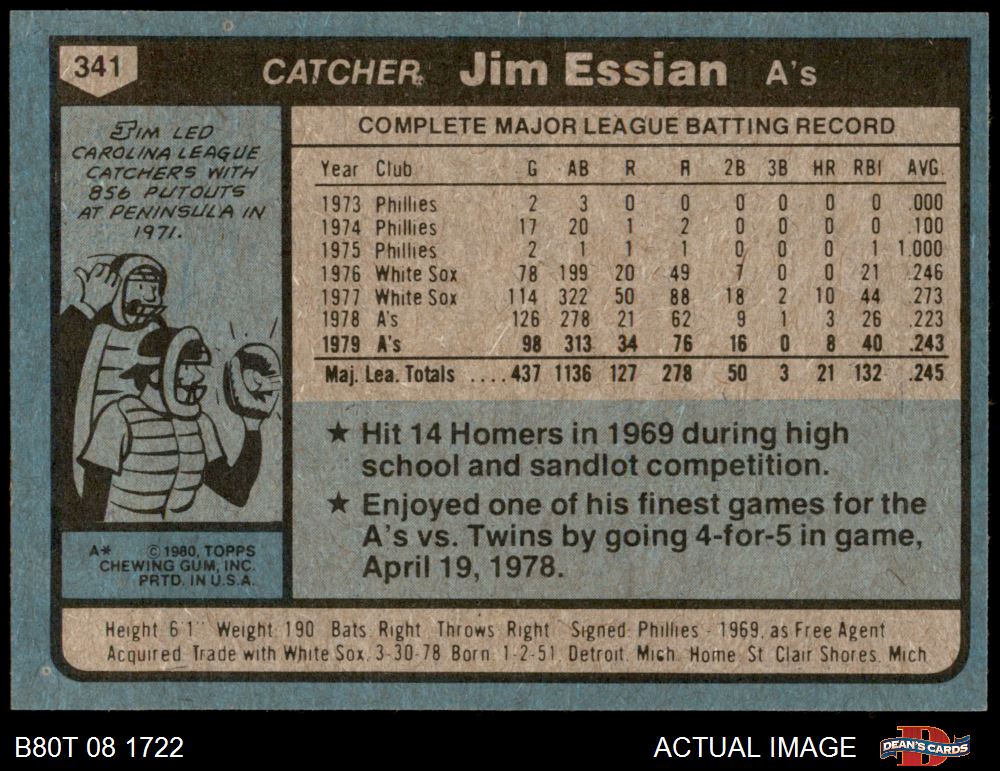 341
CATCHER Jim Essian A's
JIM LED
CAROLINA LEAGUE
CATCHERS WITH
856 PUTOUTS
AT PENINSULA IN
1971.
A* © 1980, TOPPS
CHEWING GUM, INC.
PRTD. IN U.S.A.
COMPLETE MAJOR LEAGUE BATTING RECORD
Year Club G AB R H 2B 3B HR RBI AVG.
1973 Phillies 2 3 0 0 0 0 0 0 .000
1974 Phillies 17 20 1 2 0 0 0 0 .100
1975 Phillies 2 1 1 1 0 0 0 1 1.000
1976 White Sox 78 199 20 49 7 0 0 21 .246
1977 White Sox 114 322 50 88 18 2 10 44 .273
1978 A's 126 278 21 62 9 1 3 26 .223
1979 A's 98 313 34 76 16 0 8 40 .243
Maj. Lea. Totals ....437 1136 127 278 50 3 21 132 .245
★ Hit 14 Homers in 1969 during high
school and sandlot competition.
★ Enjoyed one of his finest games for the
A's vs. Twins by going 4-for-5 in game,
April 19, 1978.
Height 6'1" Weight: 190 Bats: Right Throws: Right Signed: Phillies - 1969, as Free Agent
Acquired: Trade with White Sox, 3-30-78 Born: 1-2-51, Detroit, Mich. Home: St. Clair Shores, Mich.
B80T 08 1722
ACTUAL IMAGE
DEAN'S CARDS